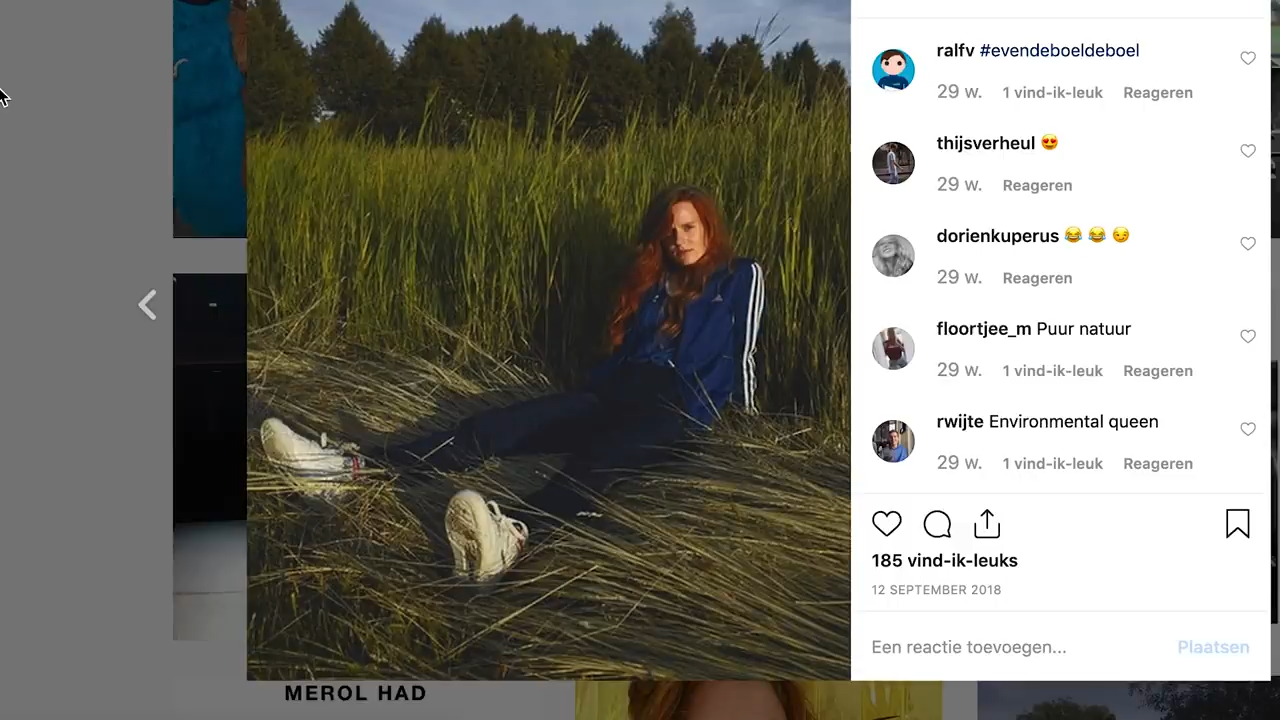 ralfv #evendeboeldeboel
29 w. 1 vind-ik-leuk Reageren
thijsverheul 😍
29 w. Reageren
dorienkuperus 😂 😂 😏
29 w. Reageren
floortjee_m Puur natuur
29 w. 1 vind-ik-leuk Reageren
rwijte Environmental queen
29 w. 1 vind-ik-leuk Reageren
185 vind-ik-leuks
12 SEPTEMBER 2018
Een reactie toevoegen... Plaatsen
MEROL HAD